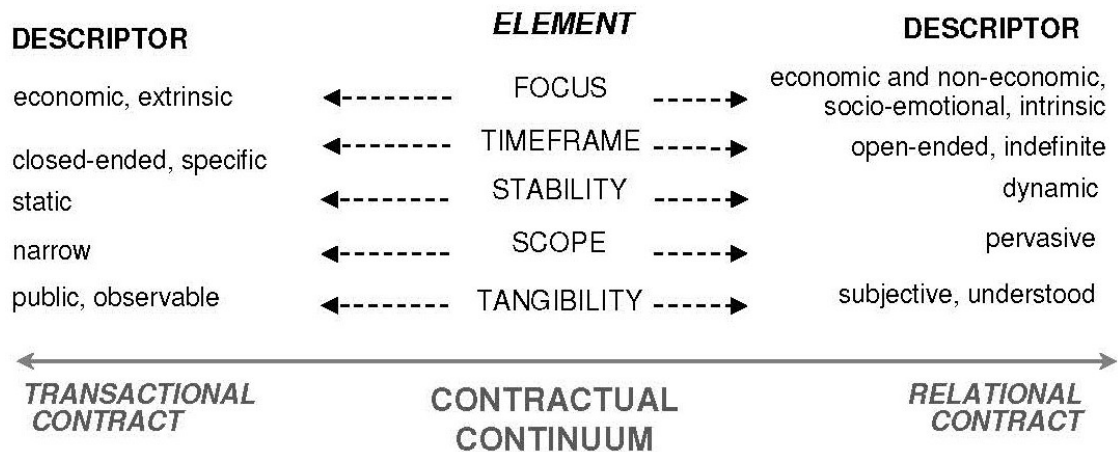 DESCRIPTOR ELEMENT DESCRIPTOR
economic, extrinsic FOCUS economic and non-economic,
socio-emotional, intrinsic
closed-ended, specific TIMEFRAME open-ended, indefinite
static STABILITY dynamic
narrow SCOPE pervasive
public, observable TANGIBILITY subjective, understood
TRANSACTIONAL CONTRACTUAL RELATIONAL
CONTRACT CONTINUUM CONTRACT